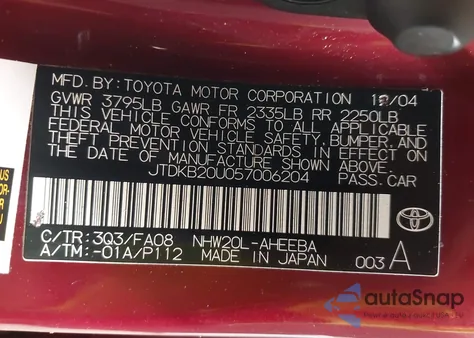 MFD. BY: TOYOTA MOTOR CORPORATION 12/04
GVWR 3795LB GAWR FR 2335LB RR 2250LB
THIS VEHICLE CONFORMS TO ALL APPLICABLE
FEDERAL MOTOR VEHICLE SAFETY, BUMPER, AND
THEFT PREVENTION STANDARDS IN EFFECT ON
THE DATE OF MANUFACTURE SHOWN ABOVE.
JTDKB20U057006204 PASS. CAR
C/TR: 3Q3/FA08 NHW20L-AHEEBA
A/TM: -01A/P112 MADE IN JAPAN 003 A
TOYOTA
autoSnap